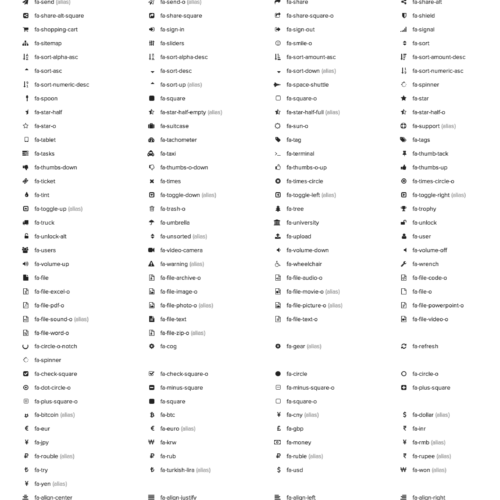 fa-send (alias) fa-send-o (alias) fa-share fa-share-alt
fa-share-alt-square fa-share-square fa-share-square-o fa-shield
fa-shopping-cart fa-sign-in fa-sign-out fa-signal
fa-sitemap fa-sliders fa-smile-o fa-sort
fa-sort-alpha-asc fa-sort-alpha-desc fa-sort-amount-asc fa-sort-amount-desc
fa-sort-asc fa-sort-desc fa-sort-down (alias) fa-sort-numeric-asc
fa-sort-numeric-desc fa-sort-up (alias) fa-space-shuttle fa-spinner
fa-spoon fa-square fa-square-o fa-star
fa-star-half fa-star-half-empty (alias) fa-star-half-full (alias) fa-star-half-o
fa-star-o fa-suitcase fa-sun-o fa-support (alias)
fa-tablet fa-tachometer fa-tag fa-tags
fa-tasks fa-taxi fa-terminal fa-thumb-tack
fa-thumbs-down fa-thumbs-o-down fa-thumbs-o-up fa-thumbs-up
fa-ticket fa-times fa-times-circle fa-times-circle-o
fa-tint fa-toggle-down (alias) fa-toggle-left (alias) fa-toggle-right (alias)
fa-toggle-up (alias) fa-trash-o fa-tree fa-trophy
fa-truck fa-umbrella fa-university fa-unlock
fa-unlock-alt fa-unsorted (alias) fa-upload fa-user
fa-users fa-video-camera fa-volume-down fa-volume-off
fa-volume-up fa-warning (alias) fa-wheelchair fa-wrench
fa-file fa-file-archive-o fa-file-audio-o fa-file-code-o
fa-file-excel-o fa-file-image-o fa-file-movie-o (alias) fa-file-o
fa-file-pdf-o fa-file-photo-o (alias) fa-file-picture-o (alias) fa-file-powerpoint-o
fa-file-sound-o (alias) fa-file-text fa-file-text-o fa-file-video-o
fa-file-word-o fa-file-zip-o (alias)
fa-circle-o-notch fa-cog fa-gear (alias) fa-refresh
fa-spinner
fa-check-square fa-check-square-o fa-circle fa-circle-o
fa-dot-circle-o fa-minus-square fa-minus-square-o fa-plus-square
fa-plus-square-o fa-square fa-square-o
fa-bitcoin (alias) fa-btc fa-cny (alias) fa-dollar (alias)
fa-eur fa-euro (alias) fa-gbp fa-inr
fa-jpy fa-krw fa-money fa-rmb (alias)
fa-rouble (alias) fa-rub fa-ruble (alias) fa-rupee (alias)
fa-try fa-turkish-lira (alias) fa-usd fa-won (alias)
fa-yen (alias)
fa-align-center fa-align-justify fa-align-left fa-align-right